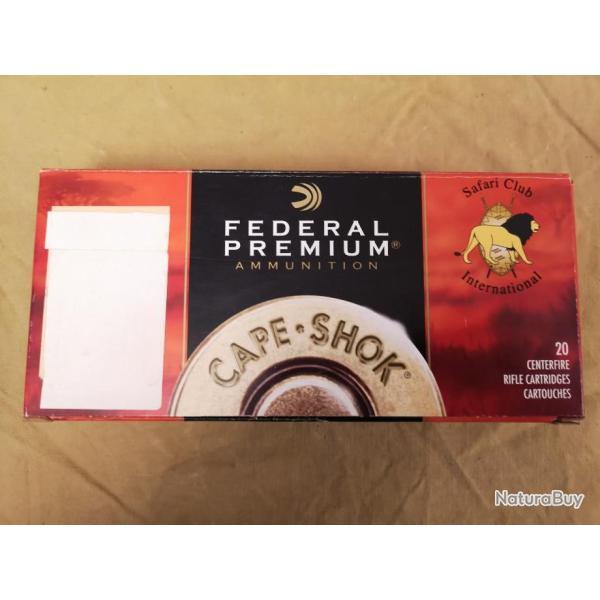 FEDERAL
PREMIUM®
AMMUNITION
CAPE·SHOK®
Safari Club
International
20
CENTERFIRE
RIFLE CARTRIDGES
CARTOUCHES
NaturaBuy